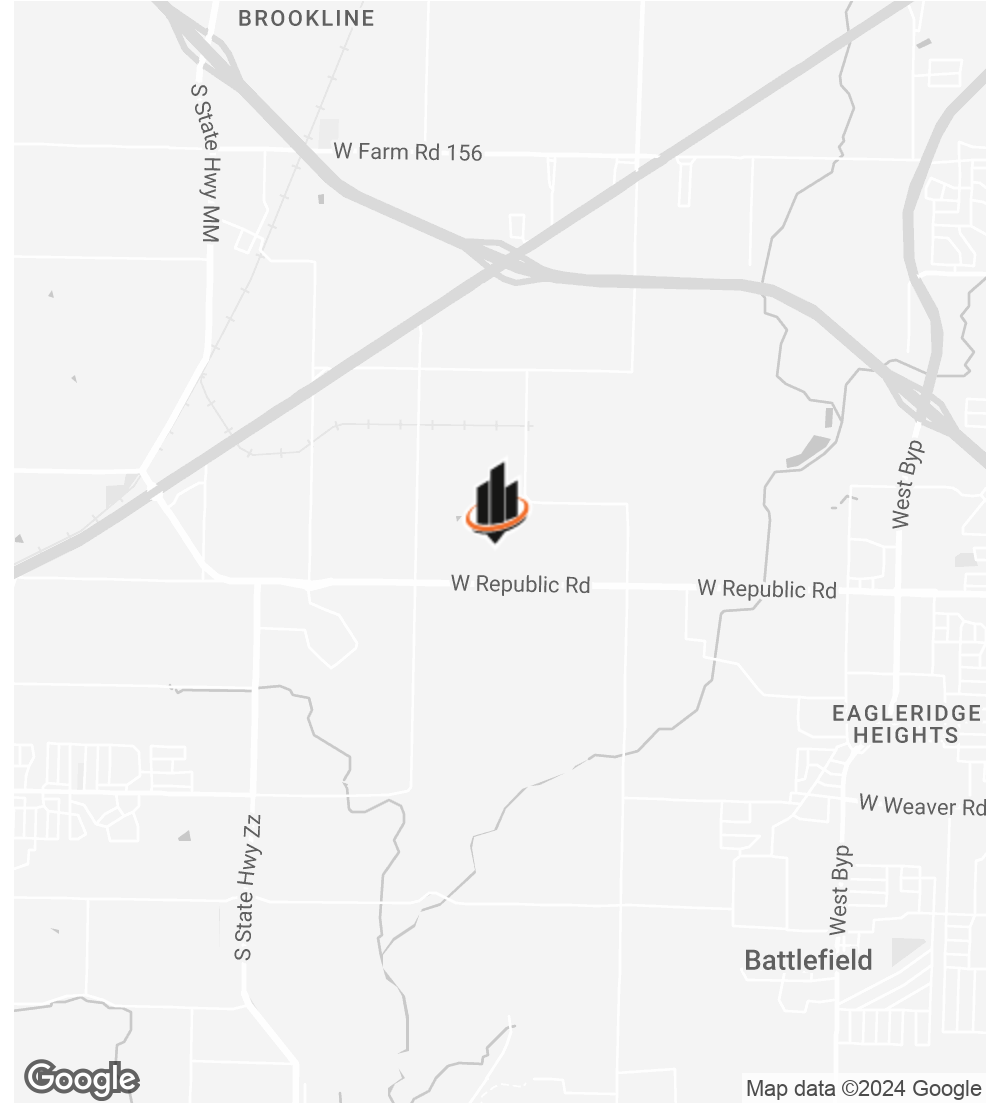 BROOKLINE
S State Hwy MM
W Farm Rd 156
West Byp
W Republic Rd
W Republic Rd
EAGLERIDGE
HEIGHTS
W Weaver Rd
S State Hwy Zz
West Byp
Battlefield
Google
Map data ©2024 Google